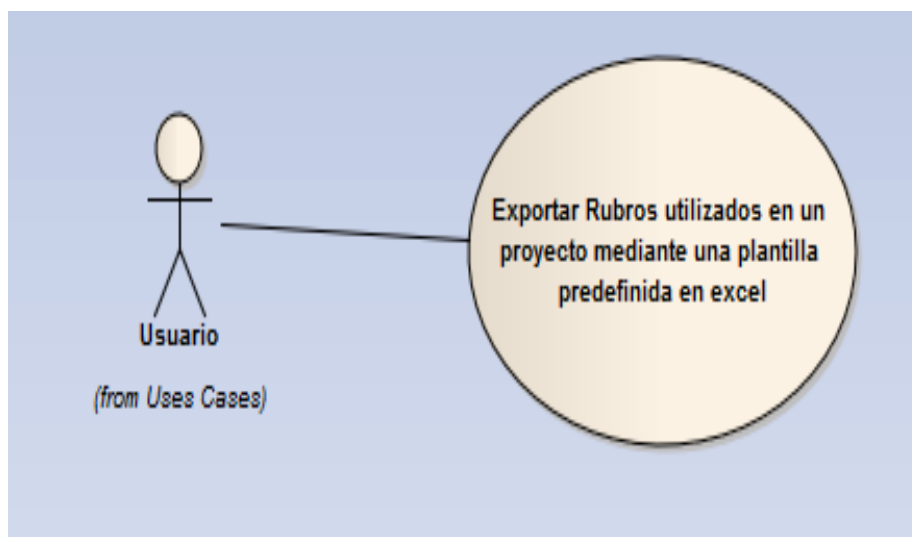 Exportar Rubros utilizados en un
proyecto mediante una plantilla
predefinida en excel
Usuario
(from Uses Cases)